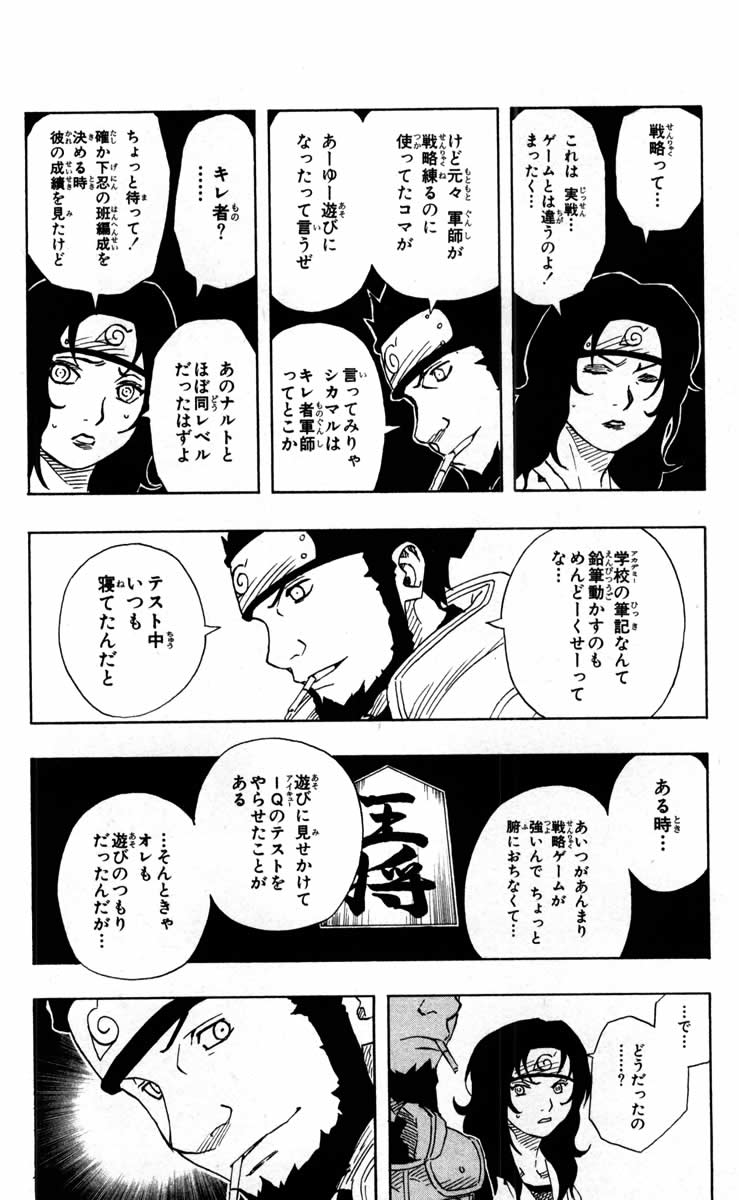 戦略って…
これは 実戦…
ゲームとは違うのよ!
まったく…
けど元々 軍師が
戦略練るのに
使ってたコマが
あーゆー遊びに
なったって言うぜ
言ってみりゃ
シカマルは
キレ者軍師
ってとこか
キレ者?
……
ちょっと待って!
確か下忍の班編成を
決める時
彼の成績を見たけど
あのナルトと
ほぼ同レベル
だったはずよ
学校の筆記なんて
鉛筆動かすのも
めんどーくせーって
な…
テスト中
いつも
寝てたんだと
ある時…
あいつがあんまり
戦略ゲームが
強いんで ちょっと
腑におちなくて…
王将
遊びに見せかけて
IQのテストを
やらせたことが
ある
…そんときゃ
オレも
遊びのつもり
だったんだが…
…で…
どうだったの
……?